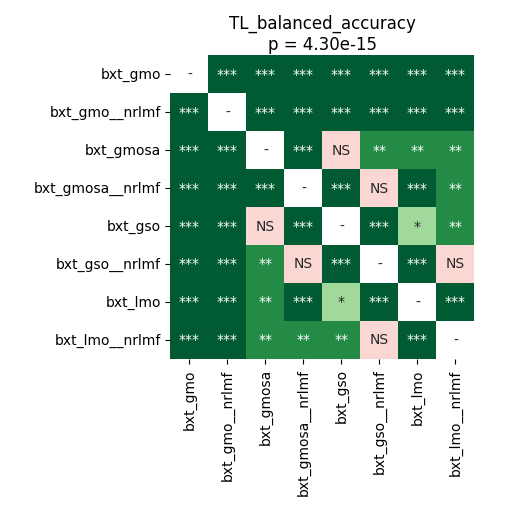 TL_balanced_accuracy
p = 4.30e-15
bxt_gmo - *** *** *** *** *** *** ***
bxt_gmo__nrlmf *** - *** *** *** *** *** ***
bxt_gmosa *** *** - *** NS ** ** **
bxt_gmosa__nrlmf *** *** *** - *** NS *** **
bxt_gso *** *** NS *** - *** * **
bxt_gso__nrlmf *** *** ** NS *** - *** NS
bxt_lmo *** *** ** *** * *** - ***
bxt_lmo__nrlmf *** *** ** ** ** NS *** -
bxt_gmo
bxt_gmo__nrlmf
bxt_gmosa
bxt_gmosa__nrlmf
bxt_gso
bxt_gso__nrlmf
bxt_lmo
bxt_lmo__nrlmf